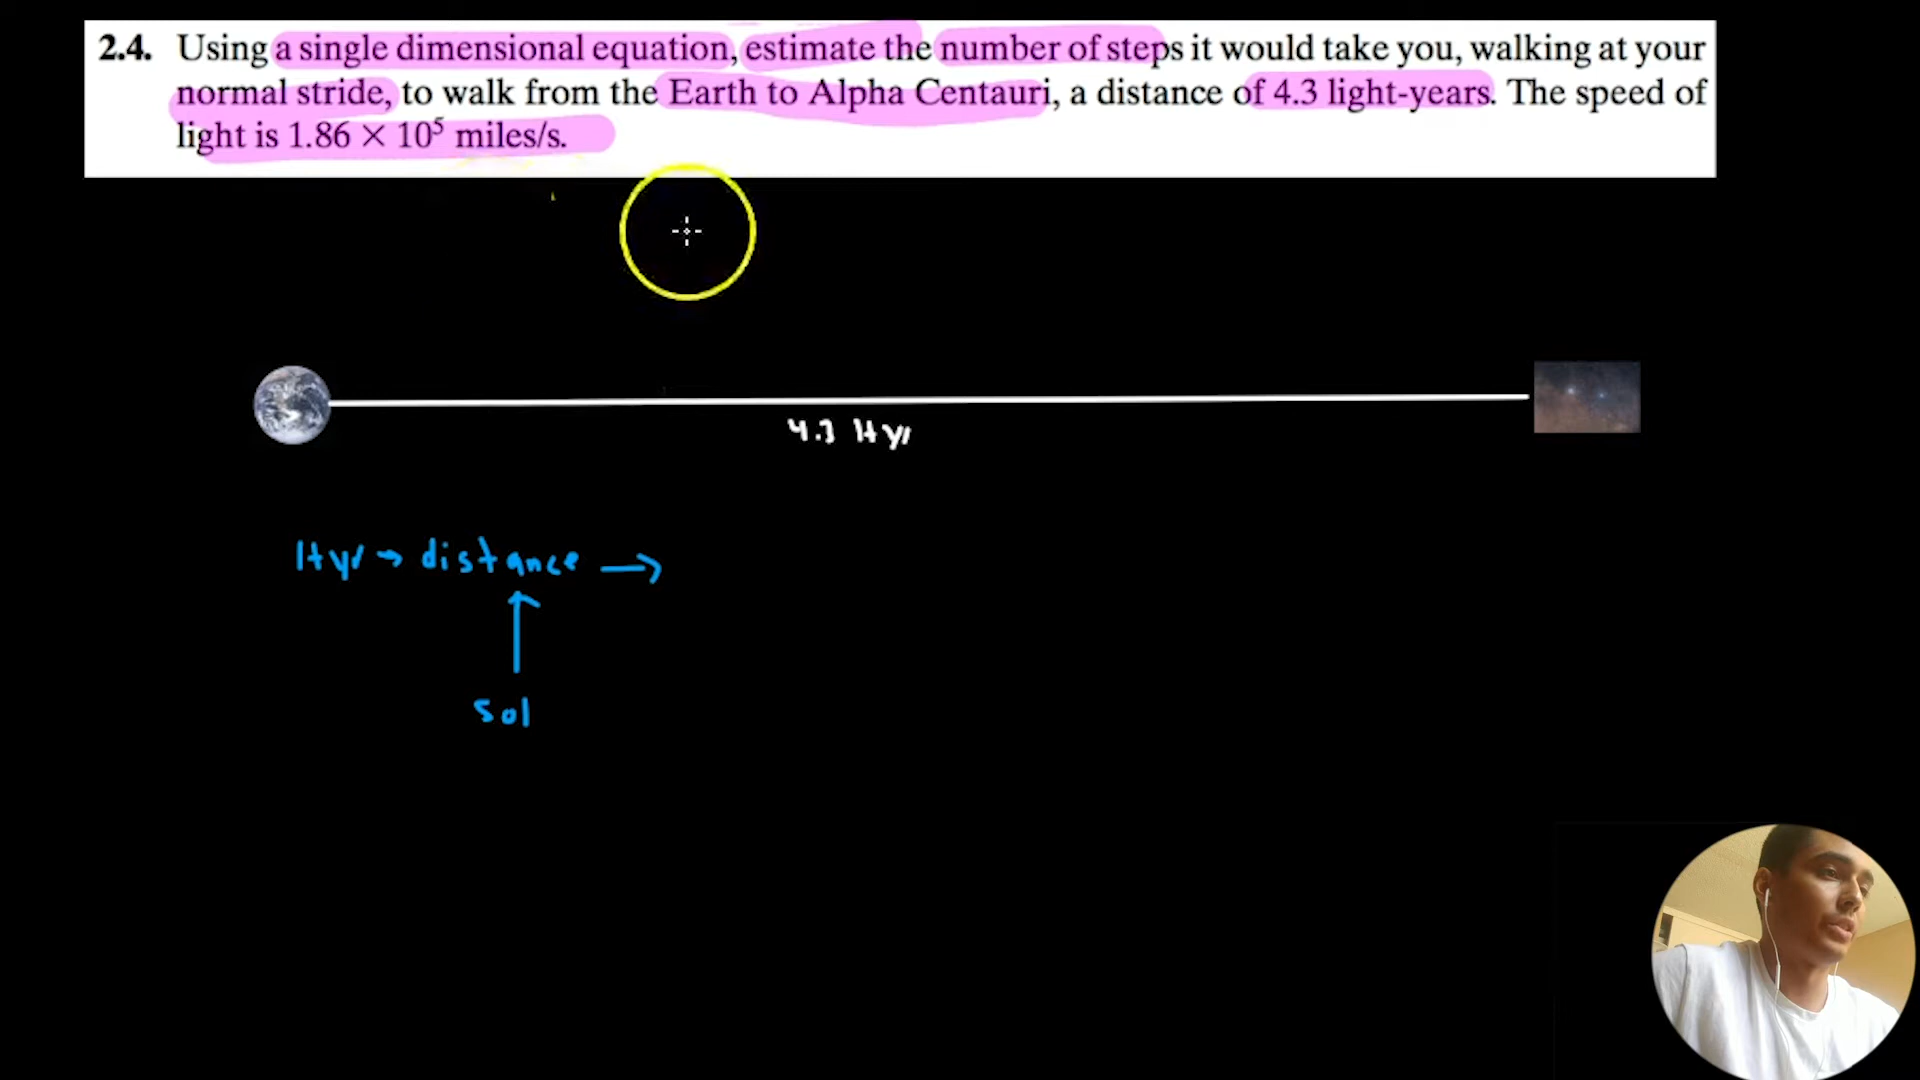 2.4. Using a single dimensional equation, estimate the number of steps it would take you, walking at your
normal stride, to walk from the Earth to Alpha Centauri, a distance of 4.3 light-years. The speed of
light is 1.86 × 10⁵ miles/s.
4.3 ltyr
ltyr → distance →
sol